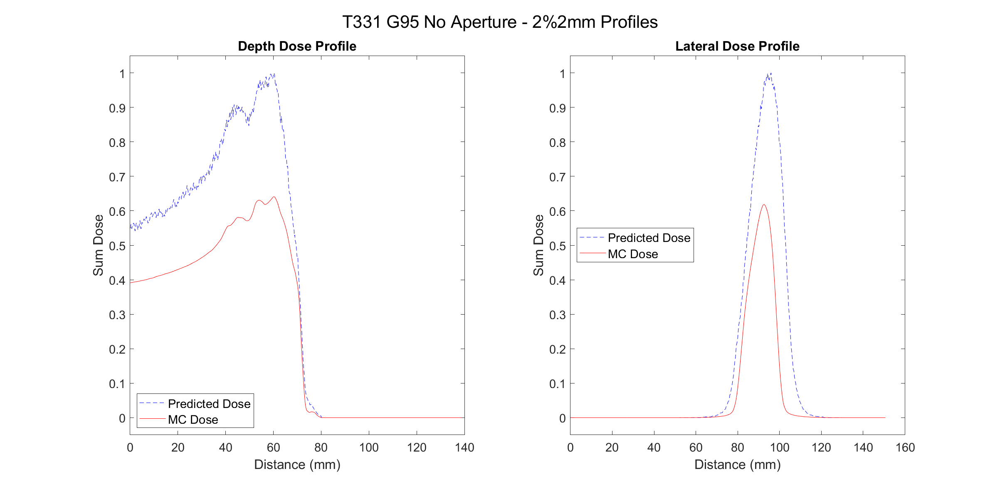 T331 G95 No Aperture - 2%2mm Profiles
Depth Dose Profile
1
0.9
0.8
0.7
0.6
0.5
0.4
0.3
0.2
0.1
0
Sum Dose
Predicted Dose
MC Dose
0 20 40 60 80 100 120 140
Distance (mm)
Lateral Dose Profile
1
0.9
0.8
0.7
0.6
0.5
0.4
0.3
0.2
0.1
0
Sum Dose
Predicted Dose
MC Dose
0 20 40 60 80 100 120 140 160
Distance (mm)